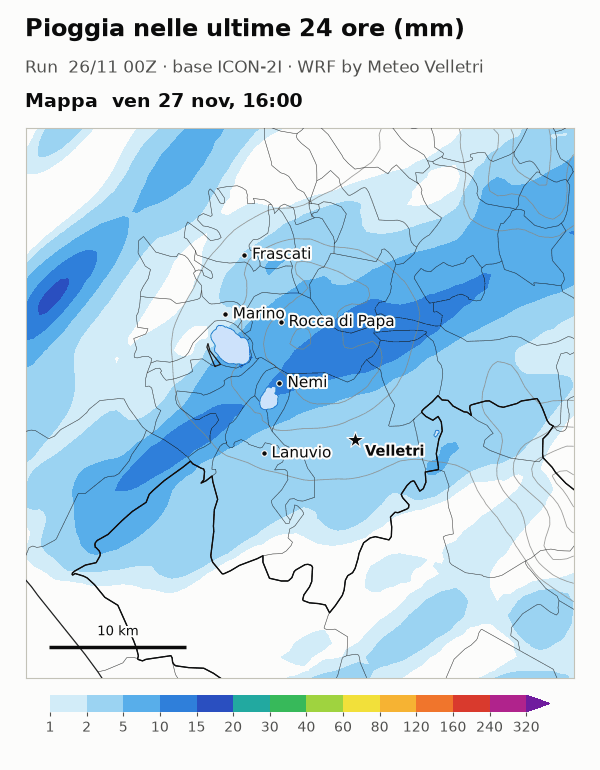 Pioggia nelle ultime 24 ore (mm)
Run  26/11 00Z · base ICON-2I · WRF by Meteo Velletri
Mappa  ven 27 nov, 16:00
Frascati
Marino
Rocca di Papa
Nemi
Velletri
Lanuvio
10 km
1 2 5 10 15 20 30 40 60 80 120 160 240 320